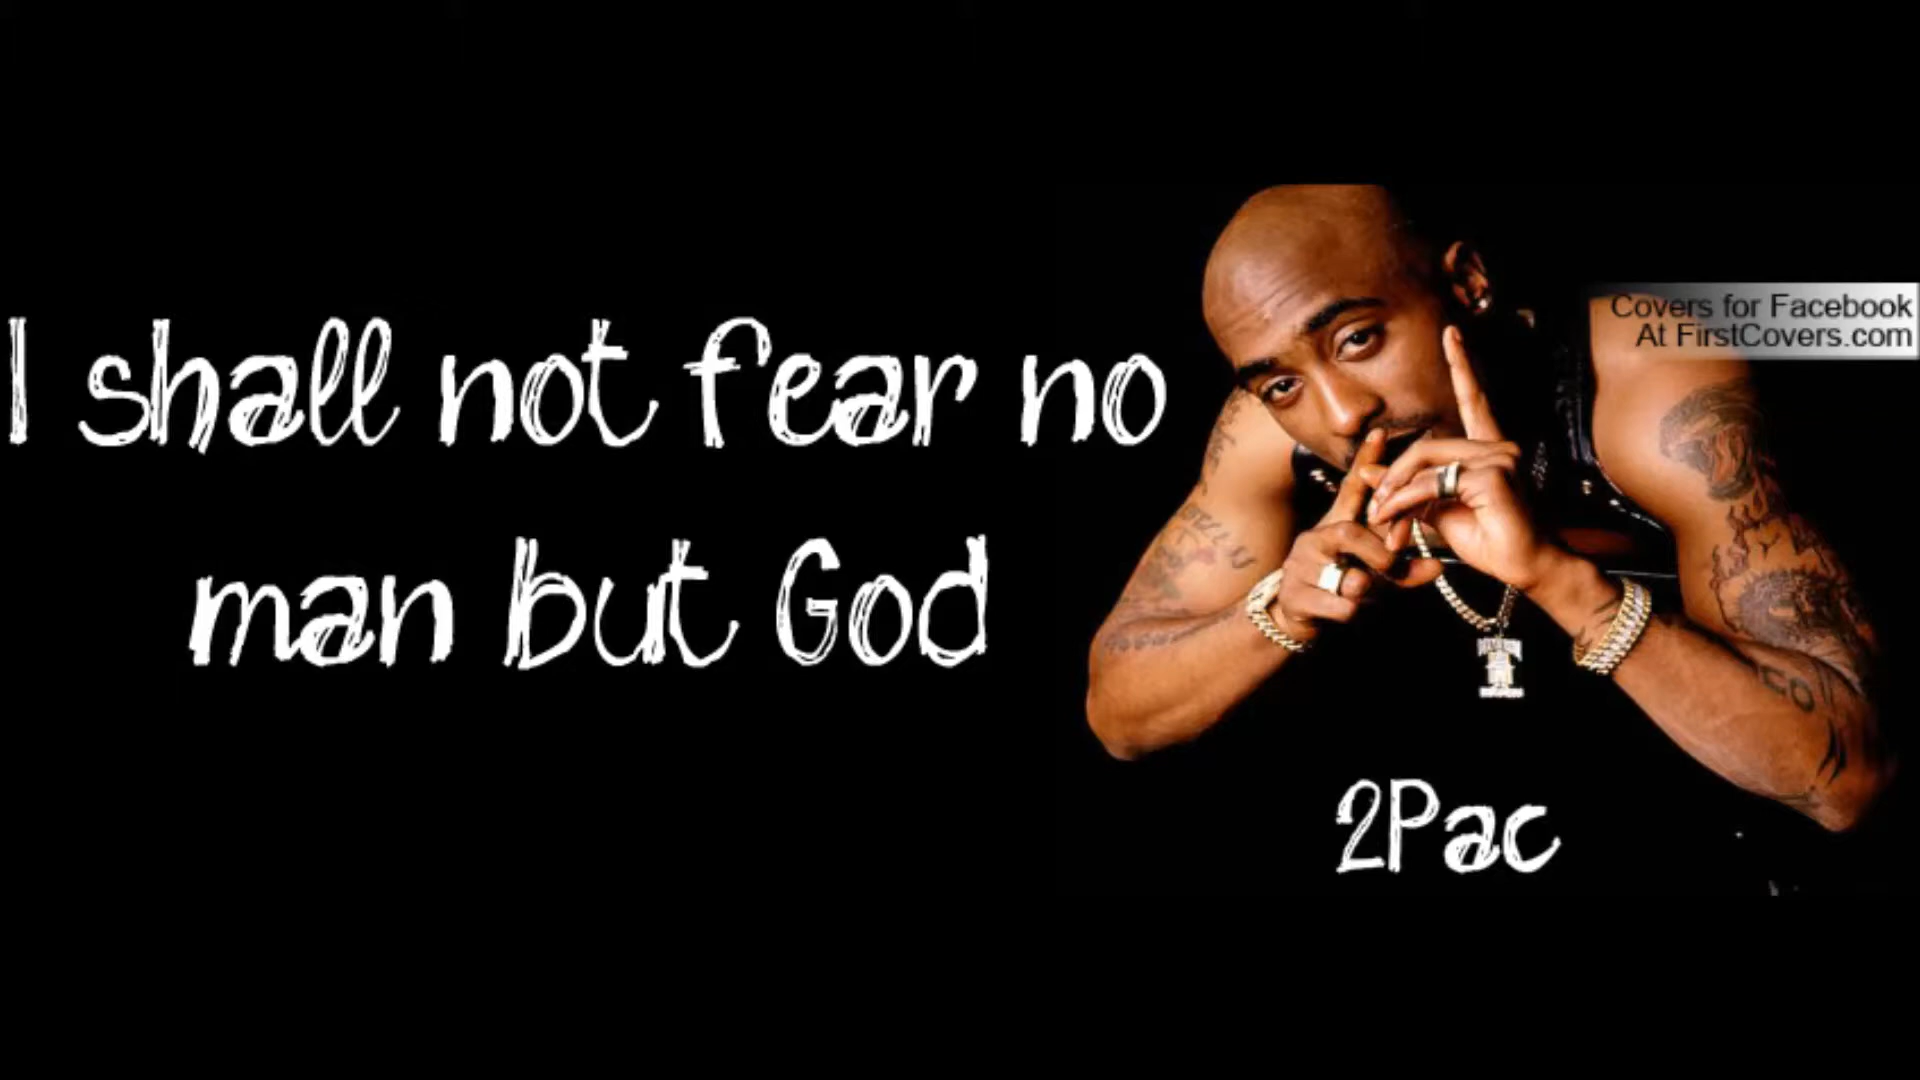 I shall not fear no
man but God
Covers for Facebook
At FirstCovers.com
2Pac